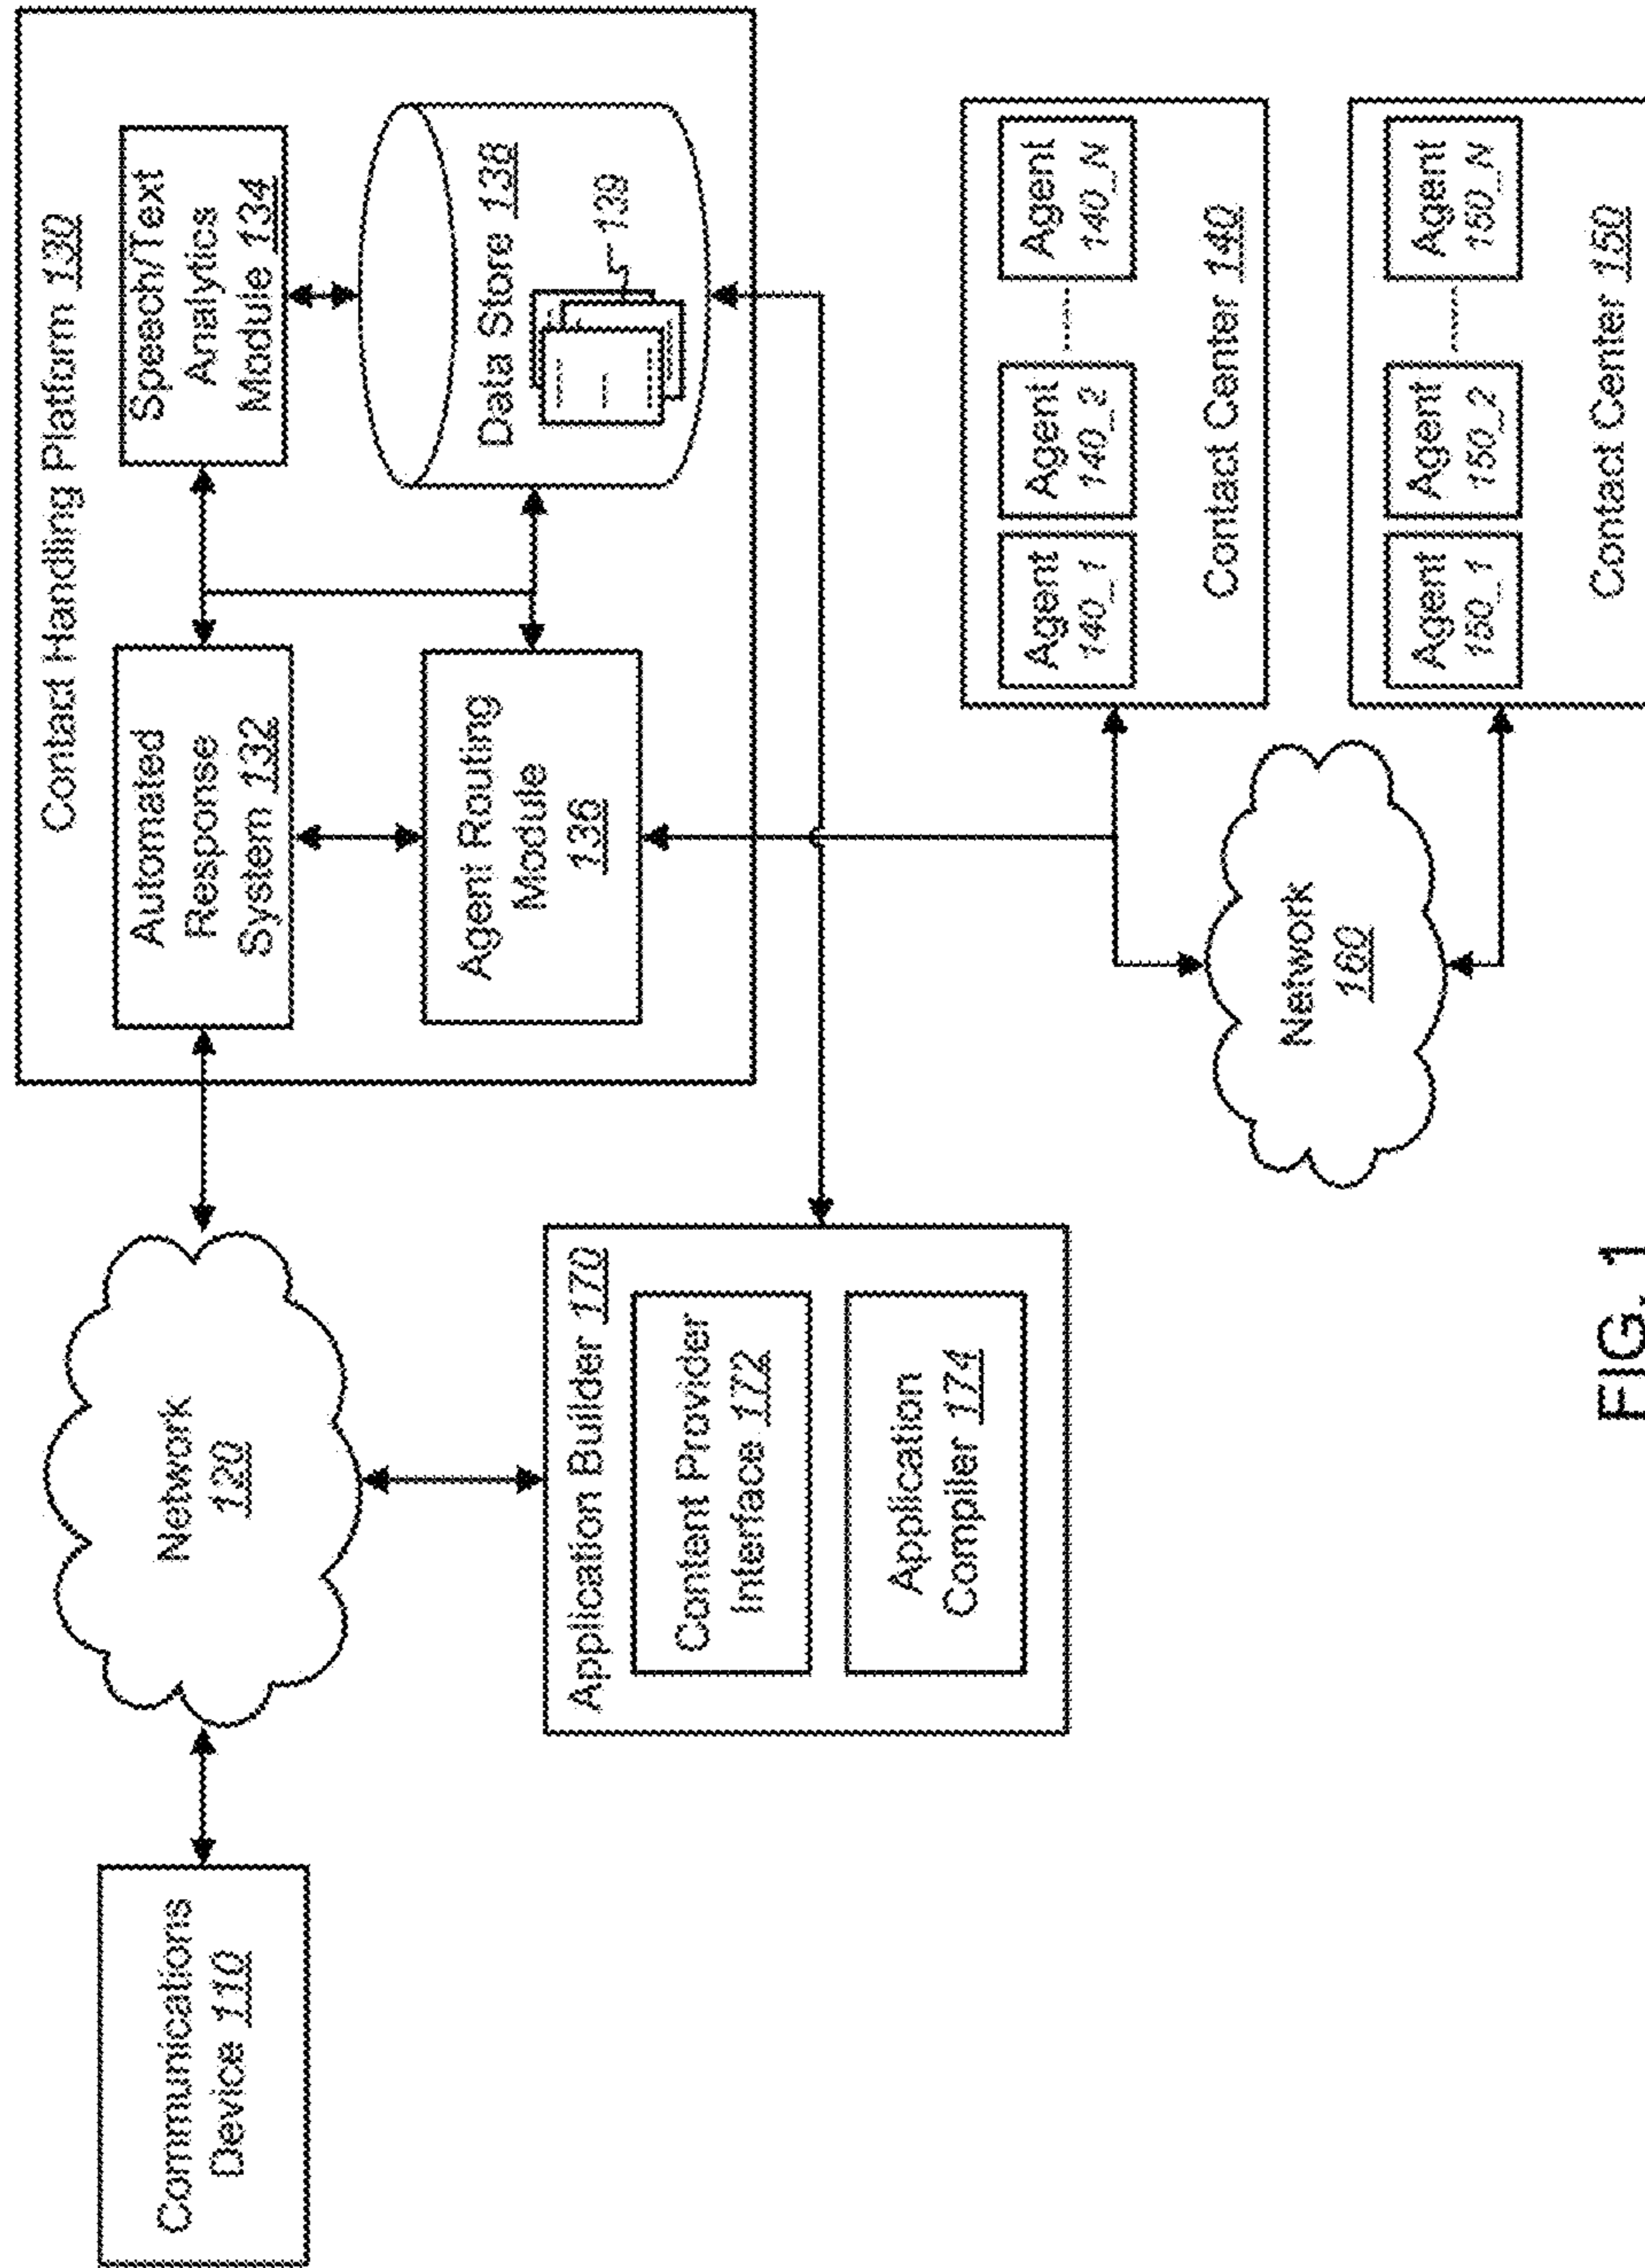 Contact Handling Platform 130
Automated
Response
System 132
Speech/Text
Analytics
Module 134
Agent Routing
Module
136
Data Store 138
139
Communications
Device 110
Network
120
Application Builder 170
Content Provider
Interface 172
Application
Compiler 174
Agent
140_1
Agent
140_2
Agent
140_N
Contact Center 140
Network
160
Agent
150_1
Agent
150_2
Agent
150_N
Contact Center 150
FIG. 1